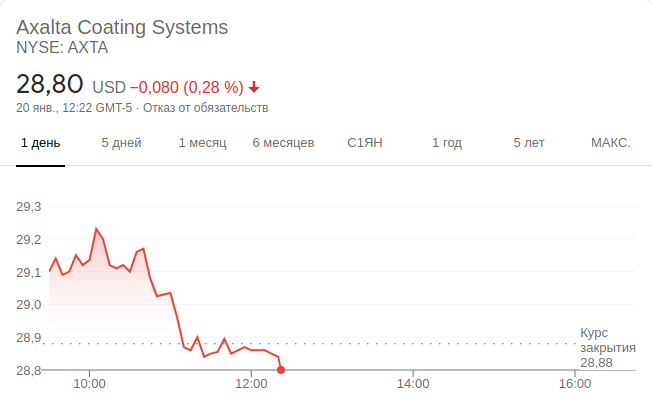 Axalta Coating Systems
NYSE: AXTA
28,80 USD −0,080 (0,28 %)
20 янв., 12:22 GMT-5 · Отказ от обязательств
1 день 5 дней 1 месяц 6 месяцев С1ЯН 1 год 5 лет МАКС.
29,3
29,2
29,1
29,0
28,9
28,8
Курс
закрытия
28,88
10:00 12:00 14:00 16:00